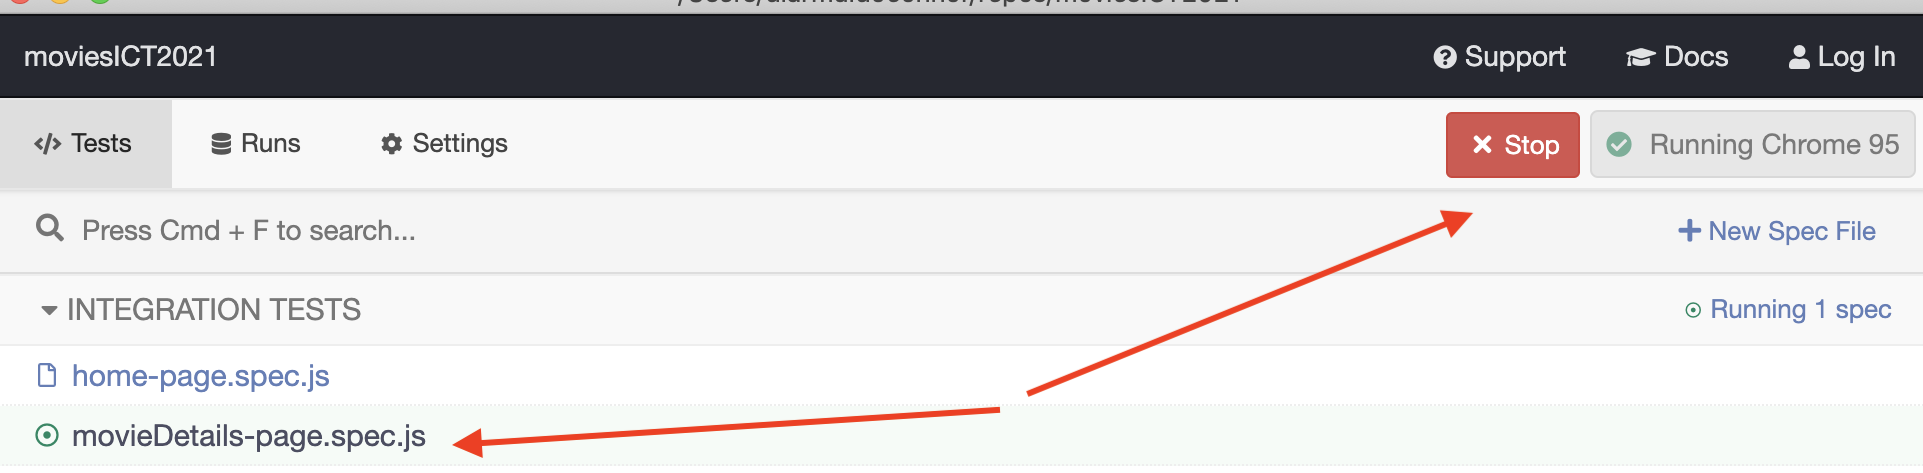 moviesICT2021 Support Docs Log In
Tests Runs Settings Stop Running Chrome 95
Press Cmd + F to search... New Spec File
INTEGRATION TESTS Running 1 spec
home-page.spec.js
movieDetails-page.spec.js